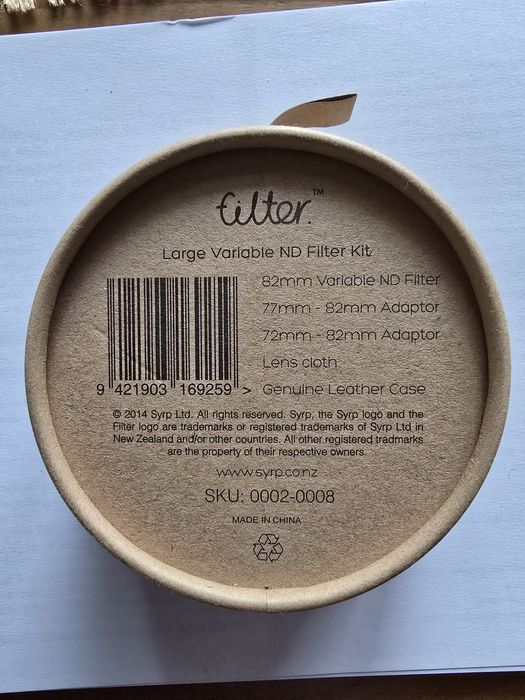 filter.™
Large Variable ND Filter Kit
82mm Variable ND Filter
77mm - 82mm Adaptor
72mm - 82mm Adaptor
Lens cloth
Genuine Leather Case
9 421903 169259 >
© 2014 Syrp Ltd. All rights reserved. Syrp, the Syrp logo and the
Filter logo are trademarks or registered trademarks of Syrp Ltd in
New Zealand and/or other countries. All other registered tradmarks
are the property of their respective owners.
www.syrp.co.nz
SKU: 0002-0008
MADE IN CHINA